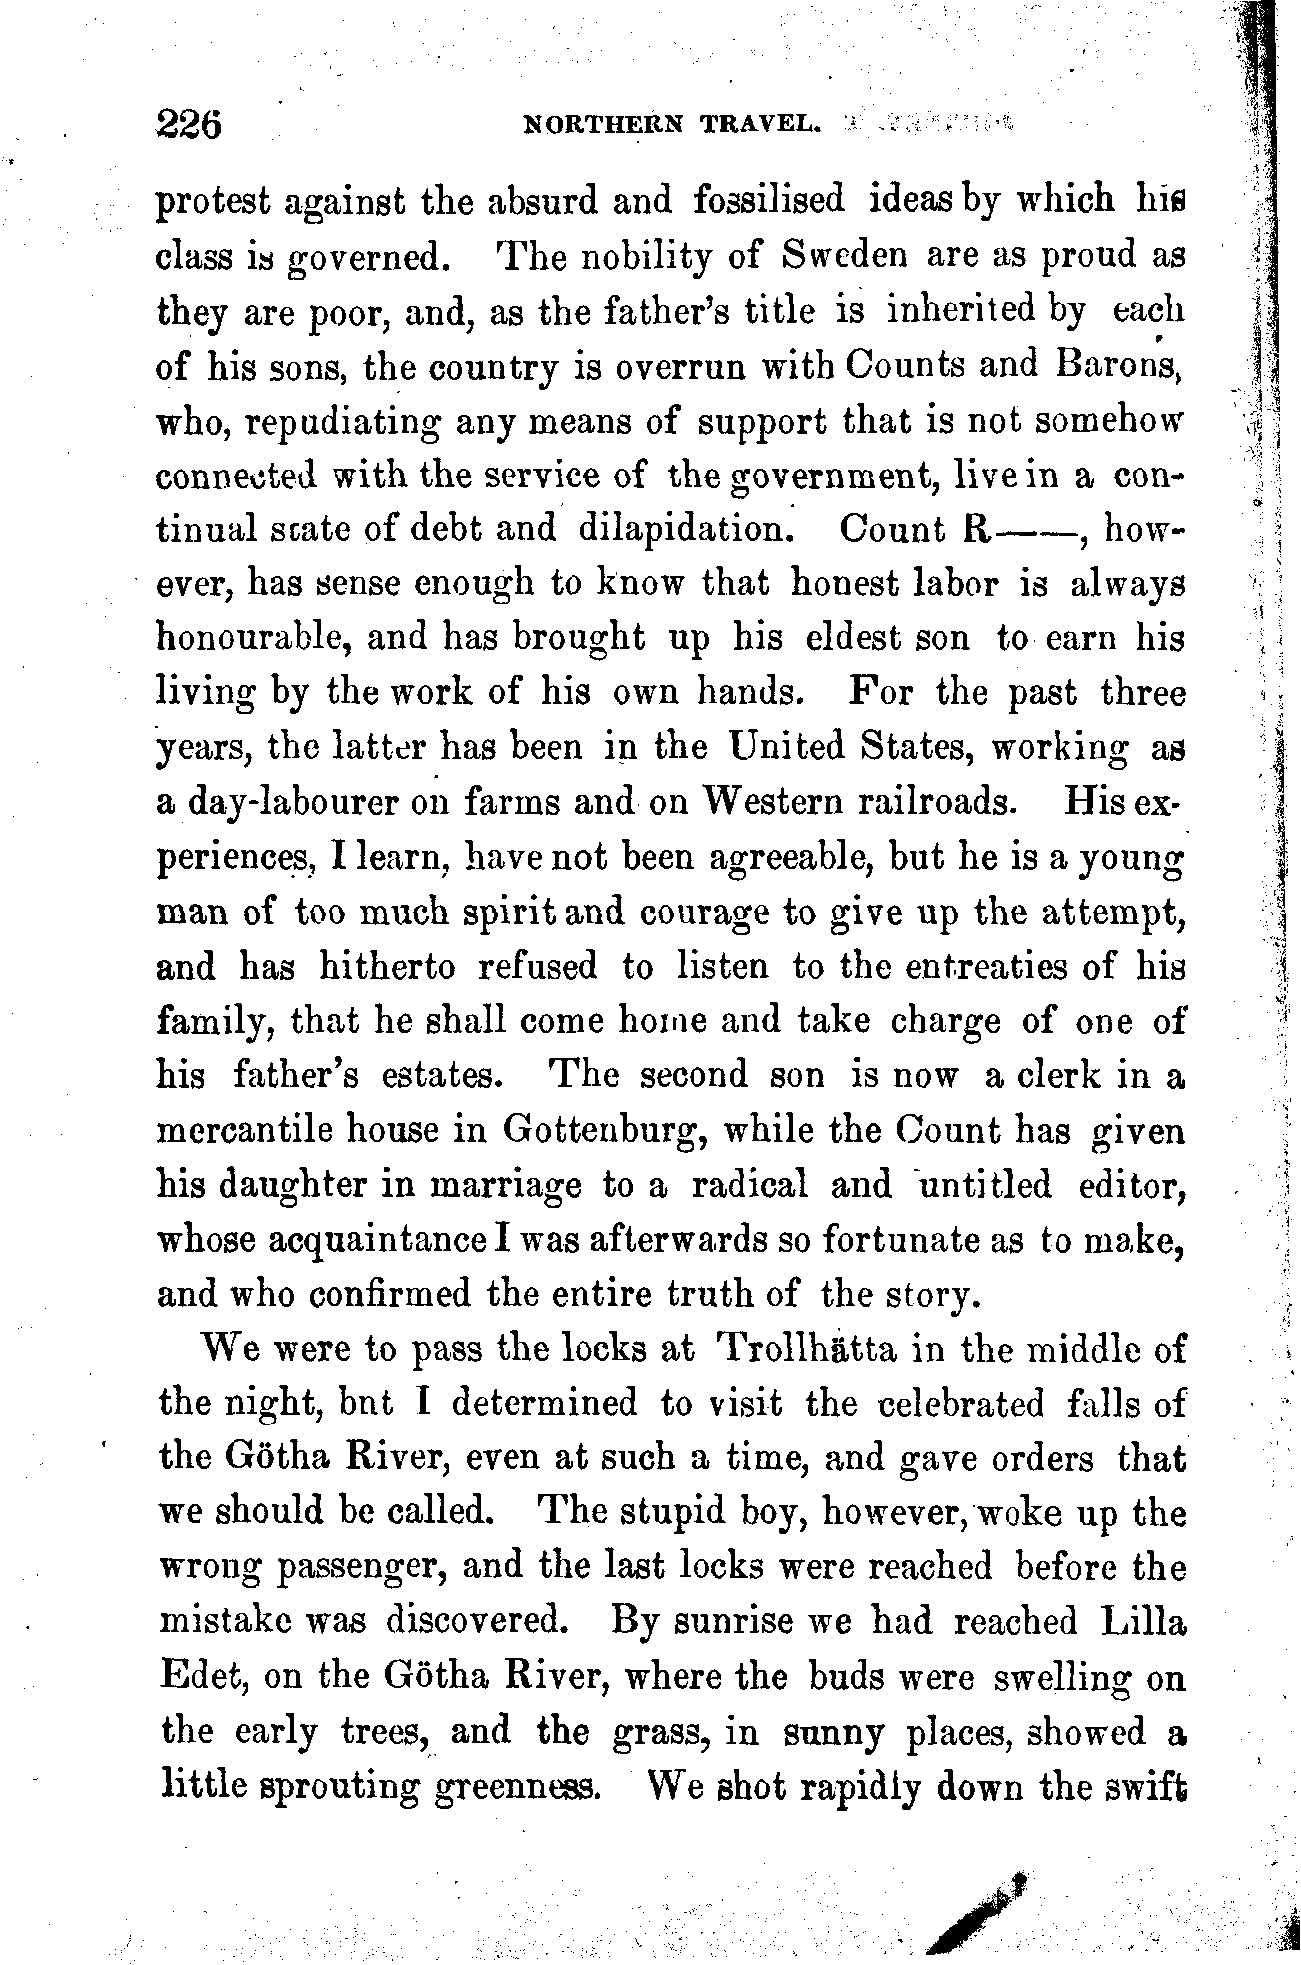 226 NORTHERN TRAVEL.
protest against the absurd and fossilised ideas by which his
class is governed. The nobility of Sweden are as proud as
they are poor, and, as the father's title is inherited by each
of his sons, the country is overrun with Counts and Barons,
who, repudiating any means of support that is not somehow
connected with the service of the government, live in a con-
tinual state of debt and dilapidation. Count R——, how-
ever, has sense enough to know that honest labor is always
honourable, and has brought up his eldest son to earn his
living by the work of his own hands. For the past three
years, the latter has been in the United States, working as
a day-labourer on farms and on Western railroads. His ex-
periences, I learn, have not been agreeable, but he is a young
man of too much spirit and courage to give up the attempt,
and has hitherto refused to listen to the entreaties of his
family, that he shall come home and take charge of one of
his father's estates. The second son is now a clerk in a
mercantile house in Gottenburg, while the Count has given
his daughter in marriage to a radical and untitled editor,
whose acquaintance I was afterwards so fortunate as to make,
and who confirmed the entire truth of the story.
We were to pass the locks at Trollhätta in the middle of
the night, bnt I determined to visit the celebrated falls of
the Götha River, even at such a time, and gave orders that
we should be called. The stupid boy, however, woke up the
wrong passenger, and the last locks were reached before the
mistake was discovered. By sunrise we had reached Lilla
Edet, on the Götha River, where the buds were swelling on
the early trees, and the grass, in sunny places, showed a
little sprouting greenness. We shot rapidly down the swift